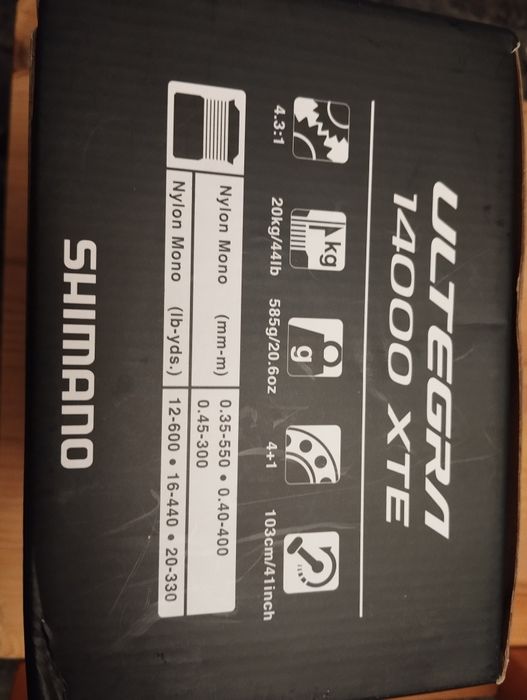 ULTEGRA
14000 XTE
4.3:1
kg
20kg/44lb
g
585g/20.6oz
4+1
103cm/41inch
Nylon Mono (mm-m) 0.35-550 • 0.40-400
0.45-300
Nylon Mono (lb-yds.) 12-600 • 16-440 • 20-330
SHIMANO